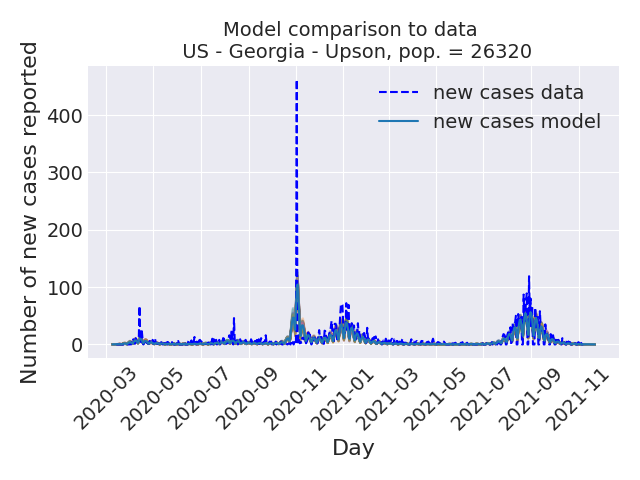 Model comparison to data
US - Georgia - Upson, pop. = 26320
Number of new cases reported
400
300
200
100
0
new cases data
new cases model
2020-03
2020-05
2020-07
2020-09
2020-11
2021-01
2021-03
2021-05
2021-07
2021-09
2021-11
Day